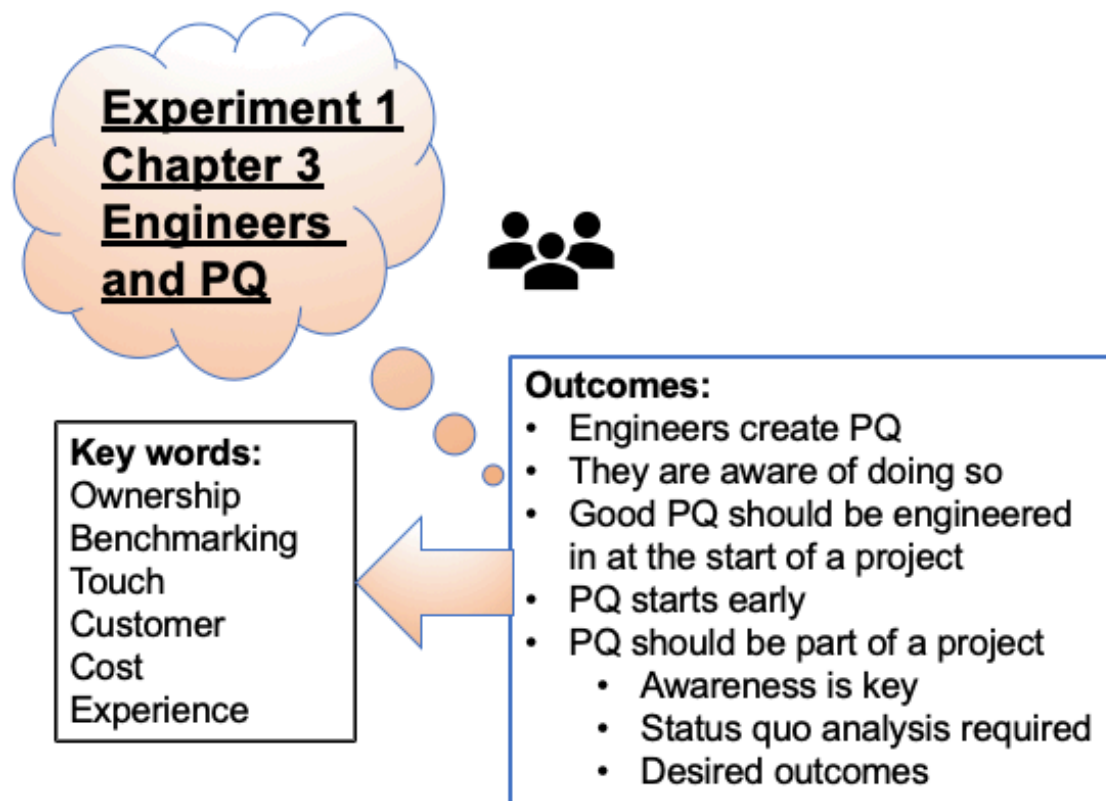 Experiment 1
Chapter 3
Engineers
and PQ
Key words:
Ownership
Benchmarking
Touch
Customer
Cost
Experience
Outcomes:
• Engineers create PQ
• They are aware of doing so
• Good PQ should be engineered
in at the start of a project
• PQ starts early
• PQ should be part of a project
• Awareness is key
• Status quo analysis required
• Desired outcomes